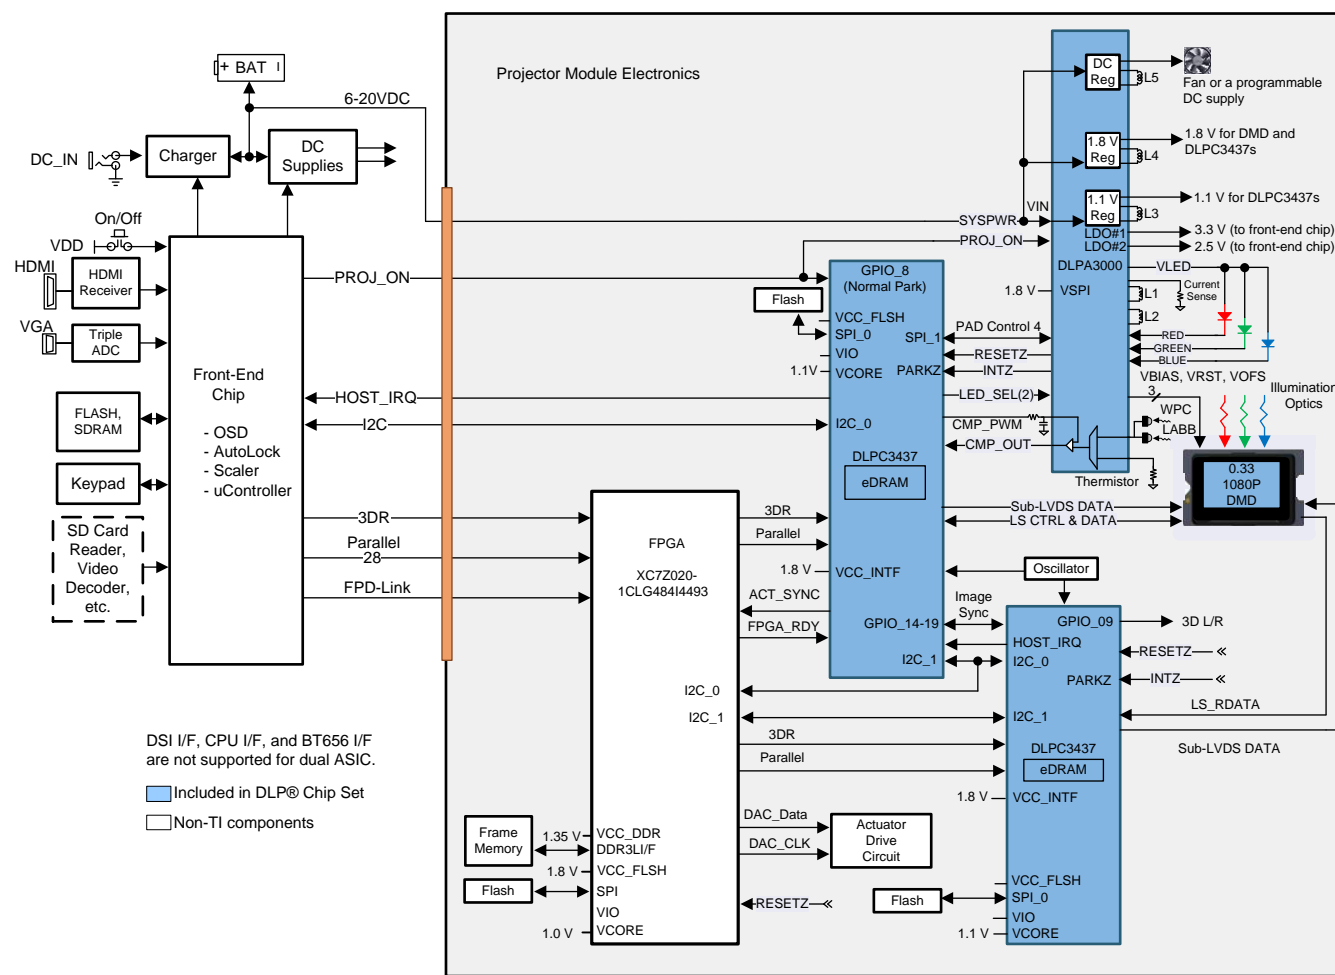 + BAT I
Projector Module Electronics
6-20VDC
DC_IN
Charger
DC
Supplies
On/Off
VDD
HDMI
HDMI
Receiver
VGA
Triple
ADC
FLASH,
SDRAM
Keypad
SD Card
Reader,
Video
Decoder,
etc.
Front-End
Chip
- OSD
- AutoLock
- Scaler
- uController
PROJ_ON
HOST_IRQ
I2C
3DR
Parallel
28
FPD-Link
SYSPWR
PROJ_ON
VIN
DC
Reg
L5
Fan or a programmable
DC supply
1.8 V
Reg
L4
1.8 V for DMD and
DLPC3437s
1.1 V
Reg
L3
1.1 V for DLPC3437s
LDO#1
3.3 V (to front-end chip)
LDO#2
2.5 V (to front-end chip)
DLPA3000
VLED
1.8 V
VSPI
Current
Sense
L1
L2
RED
GREEN
BLUE
VBIAS, VRST, VOFS
3
Illumination
Optics
WPC
LABB
Thermistor
0.33
1080P
DMD
GPIO_8
(Normal Park)
Flash
VCC_FLSH
SPI_0
VIO
1.1V
VCORE
SPI_1
PARKZ
PAD Control 4
RESETZ
INTZ
LED_SEL(2)
CMP_PWM
CMP_OUT
I2C_0
DLPC3437
eDRAM
Sub-LVDS DATA
LS CTRL & DATA
1.8 V
VCC_INTF
ACT_SYNC
GPIO_14-19
FPGA_RDY
I2C_1
Oscillator
Image
Sync
FPGA
XC7Z020-
1CLG484I4493
3DR
Parallel
I2C_0
I2C_1
3DR
Parallel
DAC_Data
DAC_CLK
Actuator
Drive
Circuit
RESETZ
Frame
Memory
1.35 V
VCC_DDR
DDR3LI/F
1.8 V
VCC_FLSH
Flash
SPI
VIO
1.0 V
VCORE
GPIO_09
3D L/R
HOST_IRQ
I2C_0
RESETZ
PARKZ
INTZ
LS_RDATA
I2C_1
Sub-LVDS DATA
DLPC3437
eDRAM
1.8 V
VCC_INTF
VCC_FLSH
Flash
SPI_0
VIO
1.1 V
VCORE
DSI I/F, CPU I/F, and BT656 I/F
are not supported for dual ASIC.
Included in DLP® Chip Set
Non-TI components